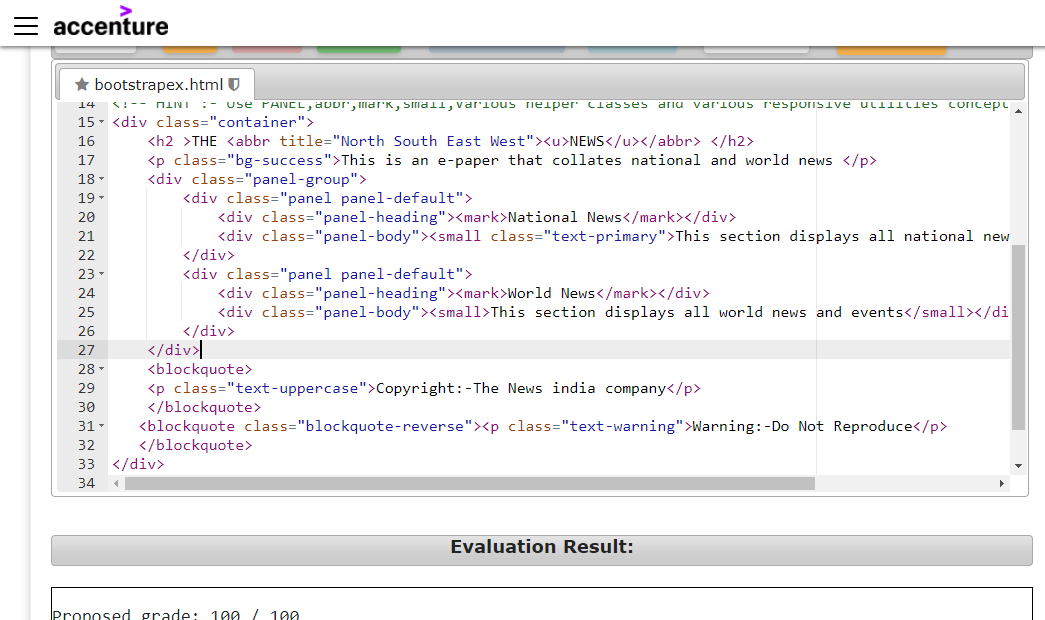 accenture
bootstrapex.html
14 <!-- HINT :- Use PANEL,abbr,mark,small,various helper classes and various responsive utilities concept
15 <div class="container">
16 <h2 >THE <abbr title="North South East West"><u>NEWS</u></abbr> </h2>
17 <p class="bg-success">This is an e-paper that collates national and world news </p>
18 <div class="panel-group">
19 <div class="panel panel-default">
20 <div class="panel-heading"><mark>National News</mark></div>
21 <div class="panel-body"><small class="text-primary">This section displays all national new
22 </div>
23 <div class="panel panel-default">
24 <div class="panel-heading"><mark>World News</mark></div>
25 <div class="panel-body"><small>This section displays all world news and events</small></di
26 </div>
27 </div>
28 <blockquote>
29 <p class="text-uppercase">Copyright:-The News india company</p>
30 </blockquote>
31 <blockquote class="blockquote-reverse"><p class="text-warning">Warning:-Do Not Reproduce</p>
32 </blockquote>
33 </div>
34
Evaluation Result:
Proposed grade: 100 / 100